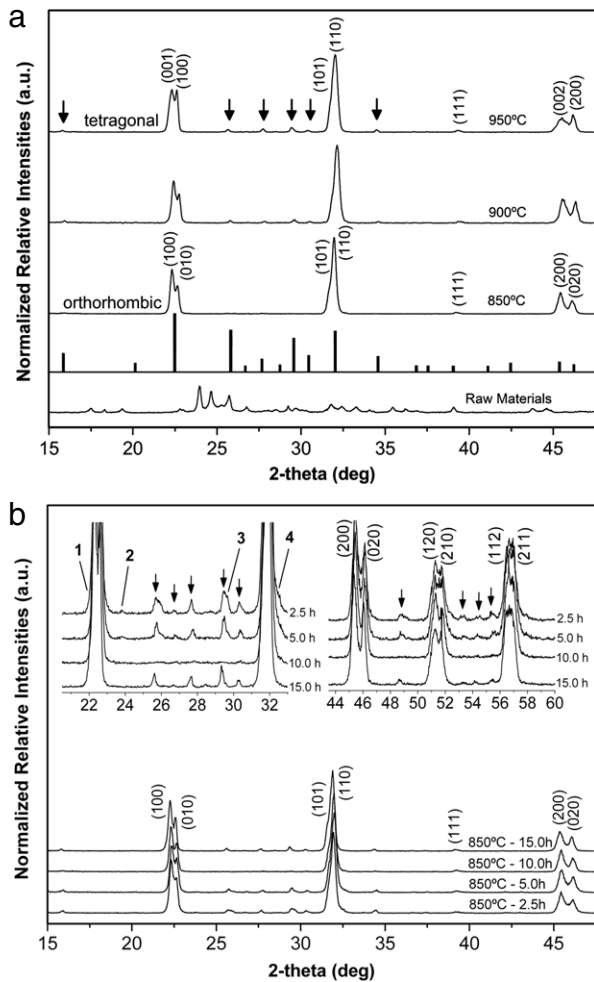 a
Normalized Relative Intensities (a.u.)
(001)
(100)
(101)
(110)
(111)
(002)
(200)
tetragonal
950ºC
900ºC
(100)
(010)
(101)
(110)
(111)
(200)
(020)
orthorhombic
850ºC
Raw Materials
15 20 25 30 35 40 45
2-theta (deg)
b
Normalized Relative Intensities (a.u.)
1
2
3
4
2.5 h
5.0 h
10.0 h
15.0 h
22 24 26 28 30 32
(200)
(020)
(120)
(210)
(112)
(211)
2.5 h
5.0 h
10.0 h
15.0 h
44 46 48 50 52 54 56 58 60
(100)
(010)
(101)
(110)
(111)
(200)
(020)
850ºC - 15.0h
850ºC - 10.0h
850ºC - 5.0h
850ºC - 2.5h
15 20 25 30 35 40 45
2-theta (deg)